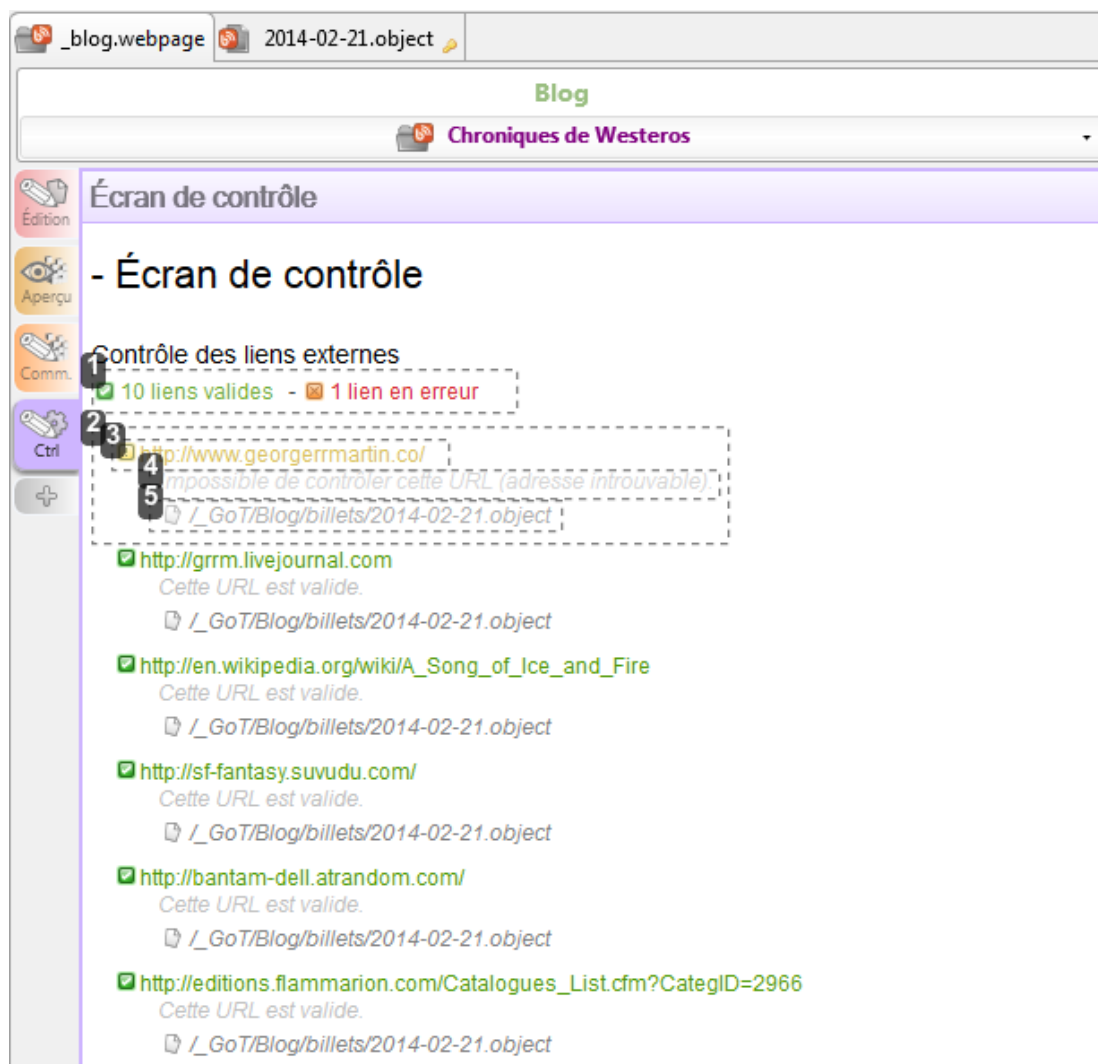 _blog.webpage 2014-02-21.object
Blog
Chroniques de Westeros
Édition
Écran de contrôle
Aperçu
- Écran de contrôle
Comm.
Contrôle des liens externes
1
10 liens valides - 1 lien en erreur
Ctrl
2
3
http://www.georgerrmartin.co/
4
mpossible de contrôler cette URL (adresse introuvable).
5
/_GoT/Blog/billets/2014-02-21.object
http://grrm.livejournal.com
Cette URL est valide.
/_GoT/Blog/billets/2014-02-21.object
http://en.wikipedia.org/wiki/A_Song_of_Ice_and_Fire
Cette URL est valide.
/_GoT/Blog/billets/2014-02-21.object
http://sf-fantasy.suvudu.com/
Cette URL est valide.
/_GoT/Blog/billets/2014-02-21.object
http://bantam-dell.atrandom.com/
Cette URL est valide.
/_GoT/Blog/billets/2014-02-21.object
http://editions.flammarion.com/Catalogues_List.cfm?CategID=2966
Cette URL est valide.
/_GoT/Blog/billets/2014-02-21.object